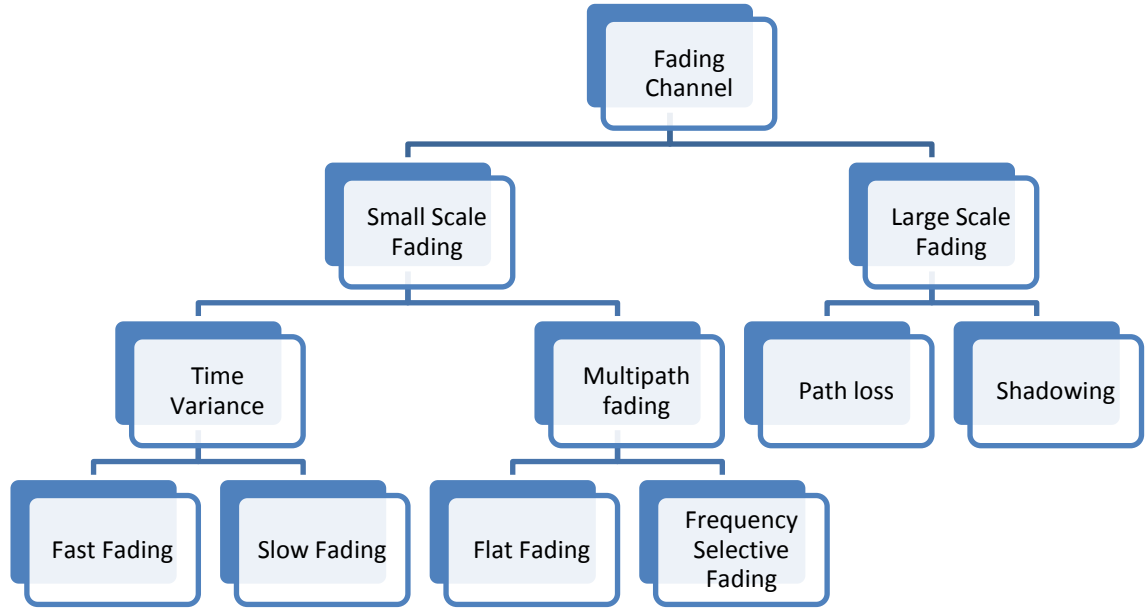 Fading
Channel
Small Scale
Fading
Large Scale
Fading
Time
Variance
Multipath
fading
Path loss
Shadowing
Fast Fading
Slow Fading
Flat Fading
Frequency
Selective
Fading